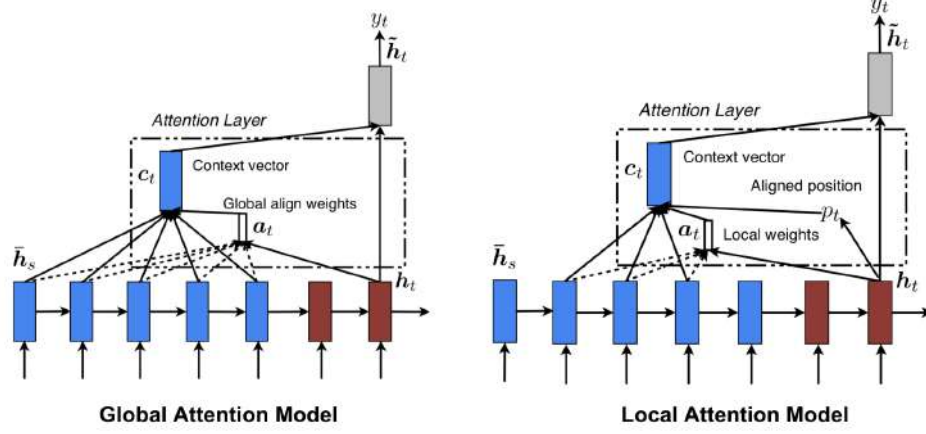 y_t
h̃_t
Attention Layer
c_t
Context vector
Global align weights
a_t
h̄_s
h_t
Global Attention Model
y_t
h̃_t
Attention Layer
c_t
Context vector
Aligned position
p_t
a_t
Local weights
h̄_s
h_t
Local Attention Model